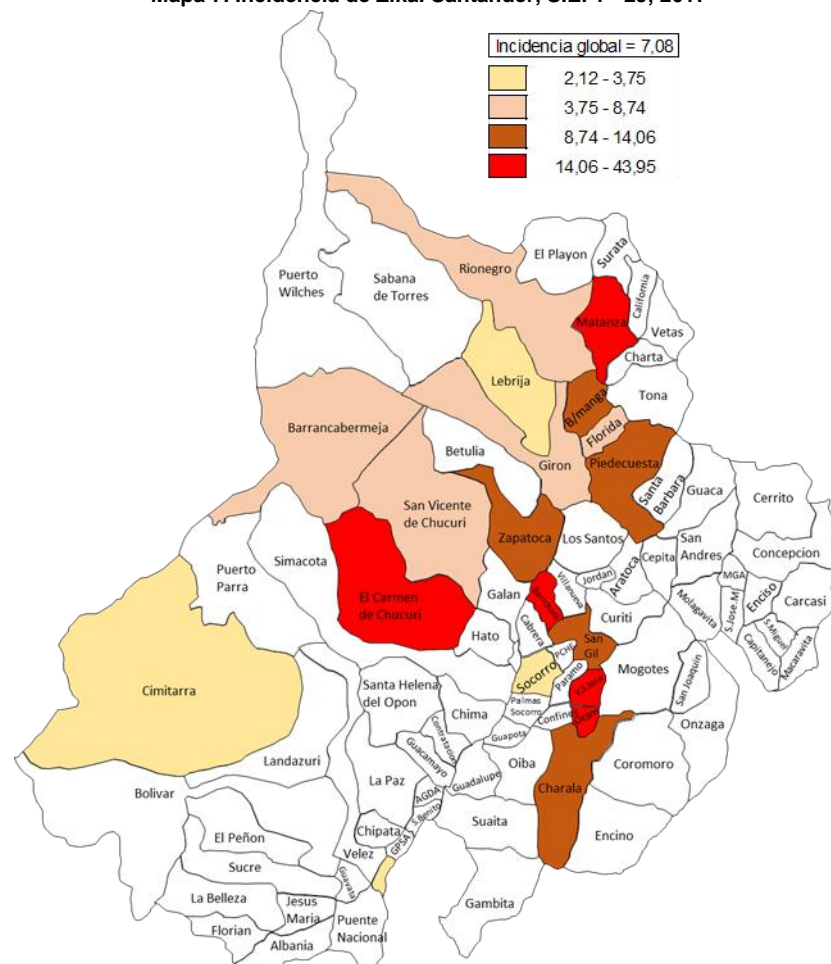 Incidencia global = 7,08
2,12 - 3,75
3,75 - 8,74
8,74 - 14,06
14,06 - 43,95
El Playon
Surata
California
Rionegro
Puerto
Wilches
Sabana
de Torres
Matanza
Vetas
Charta
Lebrija
Tona
B/manga
Barrancabermeja
Florida
Betulia
Giron
Piedecuesta
Santa
Barbara
Guaca
Cerrito
San Vicente
de Chucuri
Zapatoca
Los Santos
San
Andres
Cepita
Concepcion
Simacota
Puerto
Parra
Aratoca
Jordan
Villanueva
MGA
Enciso
Carcasi
El Carmen
de Chucuri
Galan
Barichara
Curiti
Molagavita
S.Jose.M
S.Miguel
Capitanejo
Macaravita
Cabrera
Hato
San
Gil
PCHE
Mogotes
San Joaquin
Socorro
Paramo
Cimitarra
Santa Helena
del Opon
Chima
Palmas
Socorro
Confines
Onzaga
Contratacion
Guapota
Landazuri
Guacamayo
Oiba
Coromoro
Bolivar
La Paz
Guadalupe
Charala
AGDA
S.Benito
Suaita
Encino
El Peñon
Chipata
GPSA
Velez
Sucre
Guavata
La Belleza
Jesus
Maria
Gambita
Florian
Puente
Nacional
Albania